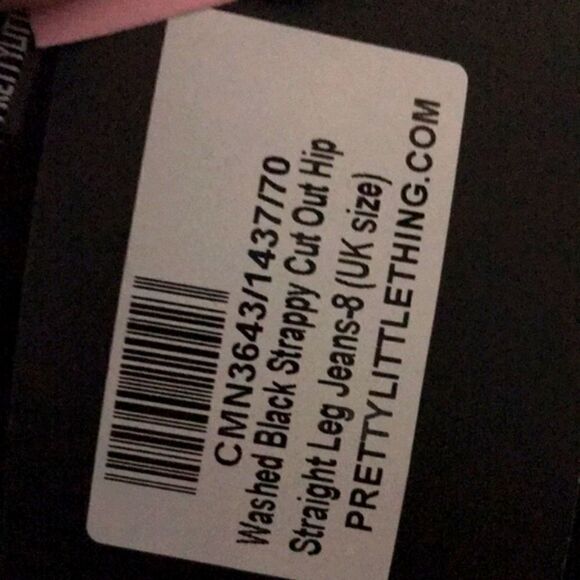 CMN3643/1437/70
Washed Black Strappy Cut Out Hip
Straight Leg Jeans-8 (UK size)
PRETTYLITTLETHING.COM